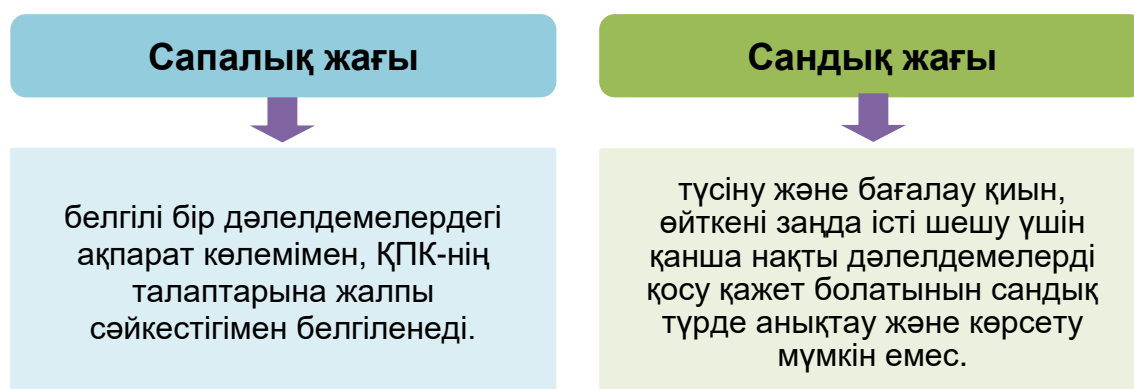 Сапалық жағы
белгілі бір дәлелдемелердегі
ақпарат көлемімен, ҚПК-нің
талаптарына жалпы
сәйкестігімен белгіленеді.
Сандық жағы
түсіну және бағалау қиын,
өйткені заңда істі шешу үшін
қанша нақты дәлелдемелерді
қосу қажет болатынын сандық
түрде анықтау және көрсету
мүмкін емес.